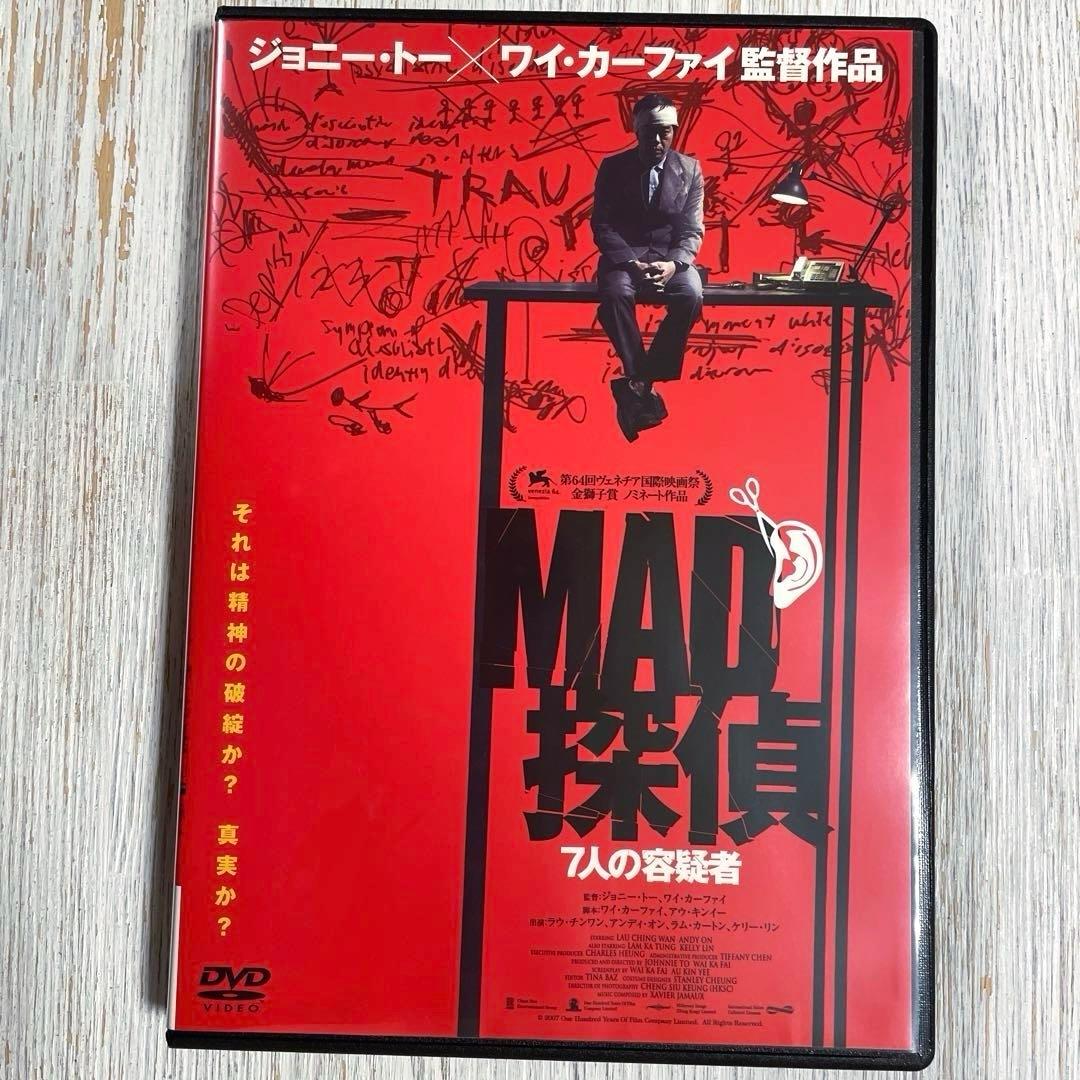 ジョニー・トー×ワイ・カーファイ 監督作品
TRAU
symptom of
identity
第64回ヴェネチア国際映画祭
金獅子賞 ノミネート作品
venezia 64
MAD
探偵
7人の容疑者
それは精神の破綻か? 真実か?
監督:ジョニー・トー、ワイ・カーファイ
脚本:ワイ・カーファイ、アウ・キンイー
出演:ラウ・チンワン、アンディ・オン、ラム・カートン、ケリー・リン
STARRING LAU CHING WAN ANDY ON
ALSO STARRING LAM KA TUNG KELLY LIN
EXECUTIVE PRODUCER CHARLES HEUNG ADMINISTRATIVE PRODUCER TIFFANY CHEN
PRODUCED AND DIRECTED BY JOHNNIE TO WAI KA FAI
SCREENPLAY BY WAI KA FAI AU KIN YEE
EDITOR TINA BAZ COSTUME DESIGNER STANLEY CHEUNG
DIRECTOR OF PHOTOGRAPHY CHENG SIU KEUNG (HKSC)
MUSIC COMPOSED BY XAVIER JAMAUX
© 2007 One Hundred Years Of Film Company Limited. All Rights Reserved.
DVD
VIDEO